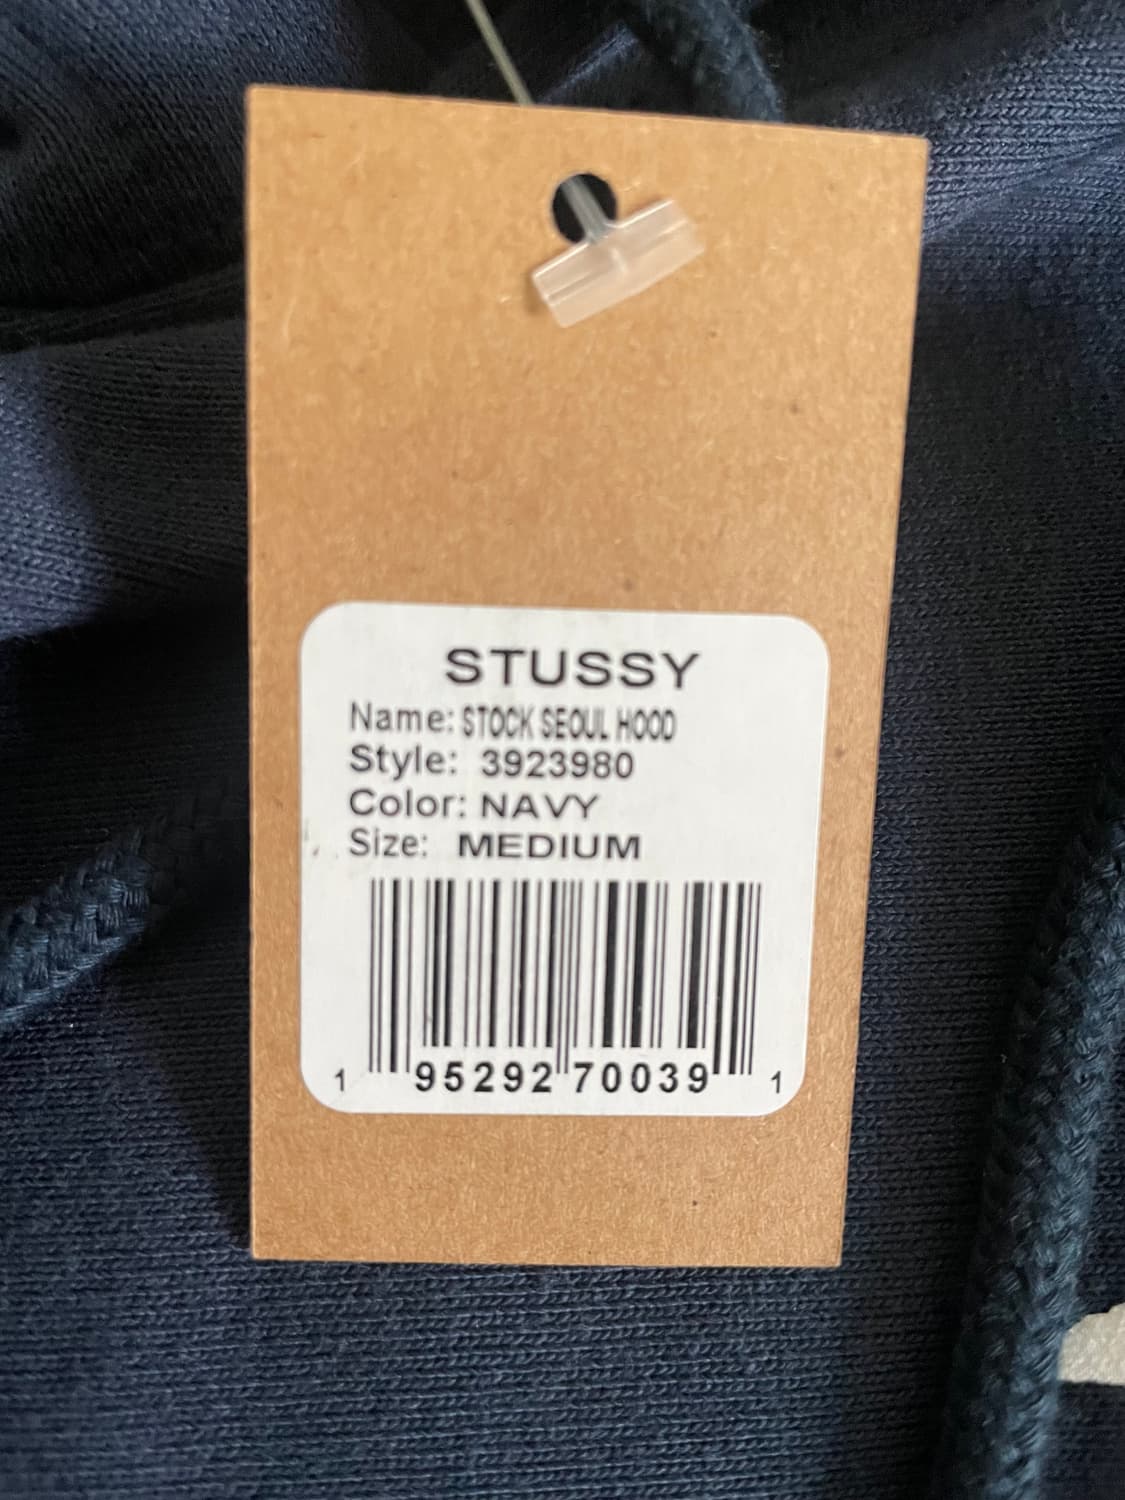 STUSSY
Name: STOCK SEOUL HOOD
Style: 3923980
Color: NAVY
Size: MEDIUM
1 95292 70039 1